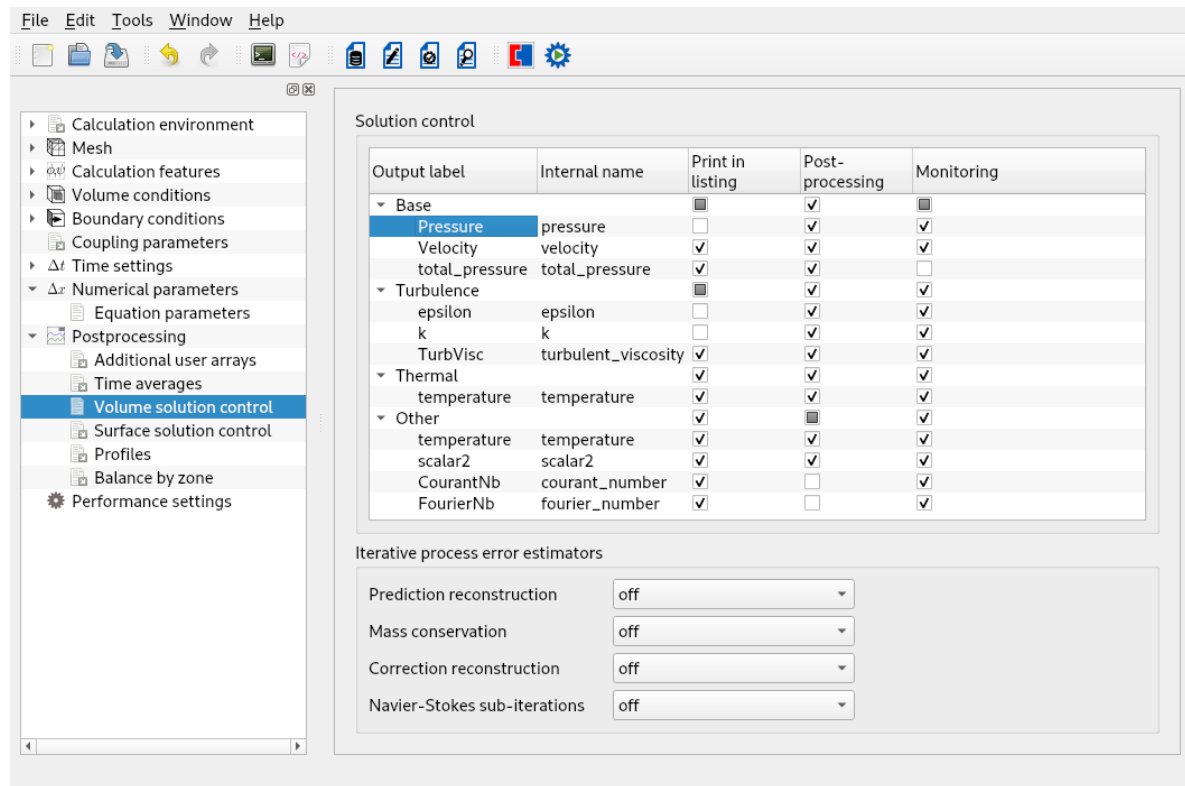 File Edit Tools Window Help
Calculation environment
Mesh
Calculation features
Volume conditions
Boundary conditions
Coupling parameters
Δt Time settings
Δx Numerical parameters
Equation parameters
Postprocessing
Additional user arrays
Time averages
Volume solution control
Surface solution control
Profiles
Balance by zone
Performance settings
Solution control
Output label Internal name Print in listing Post-processing Monitoring
Base
Pressure pressure
Velocity velocity
total_pressure total_pressure
Turbulence
epsilon epsilon
k k
TurbVisc turbulent_viscosity
Thermal
temperature temperature
Other
temperature temperature
scalar2 scalar2
CourantNb courant_number
FourierNb fourier_number
Iterative process error estimators
Prediction reconstruction off
Mass conservation off
Correction reconstruction off
Navier-Stokes sub-iterations off